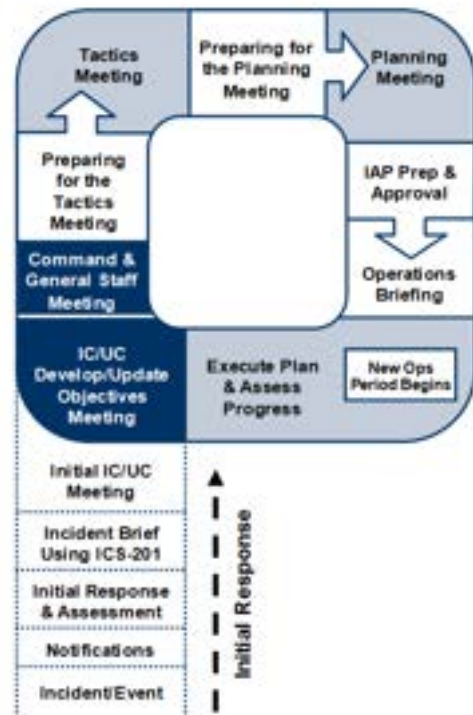 Tactics
Meeting
Preparing for
the Planning
Meeting
Planning
Meeting
Preparing
for the
Tactics
Meeting
IAP Prep &
Approval
Command &
General Staff
Meeting
Operations
Briefing
IC/UC
Develop/Update
Objectives
Meeting
Execute Plan
& Assess
Progress
New Ops
Period Begins
Initial IC/UC
Meeting
Incident Brief
Using ICS-201
Initial Response
& Assessment
Notifications
Incident/Event
Initial Response